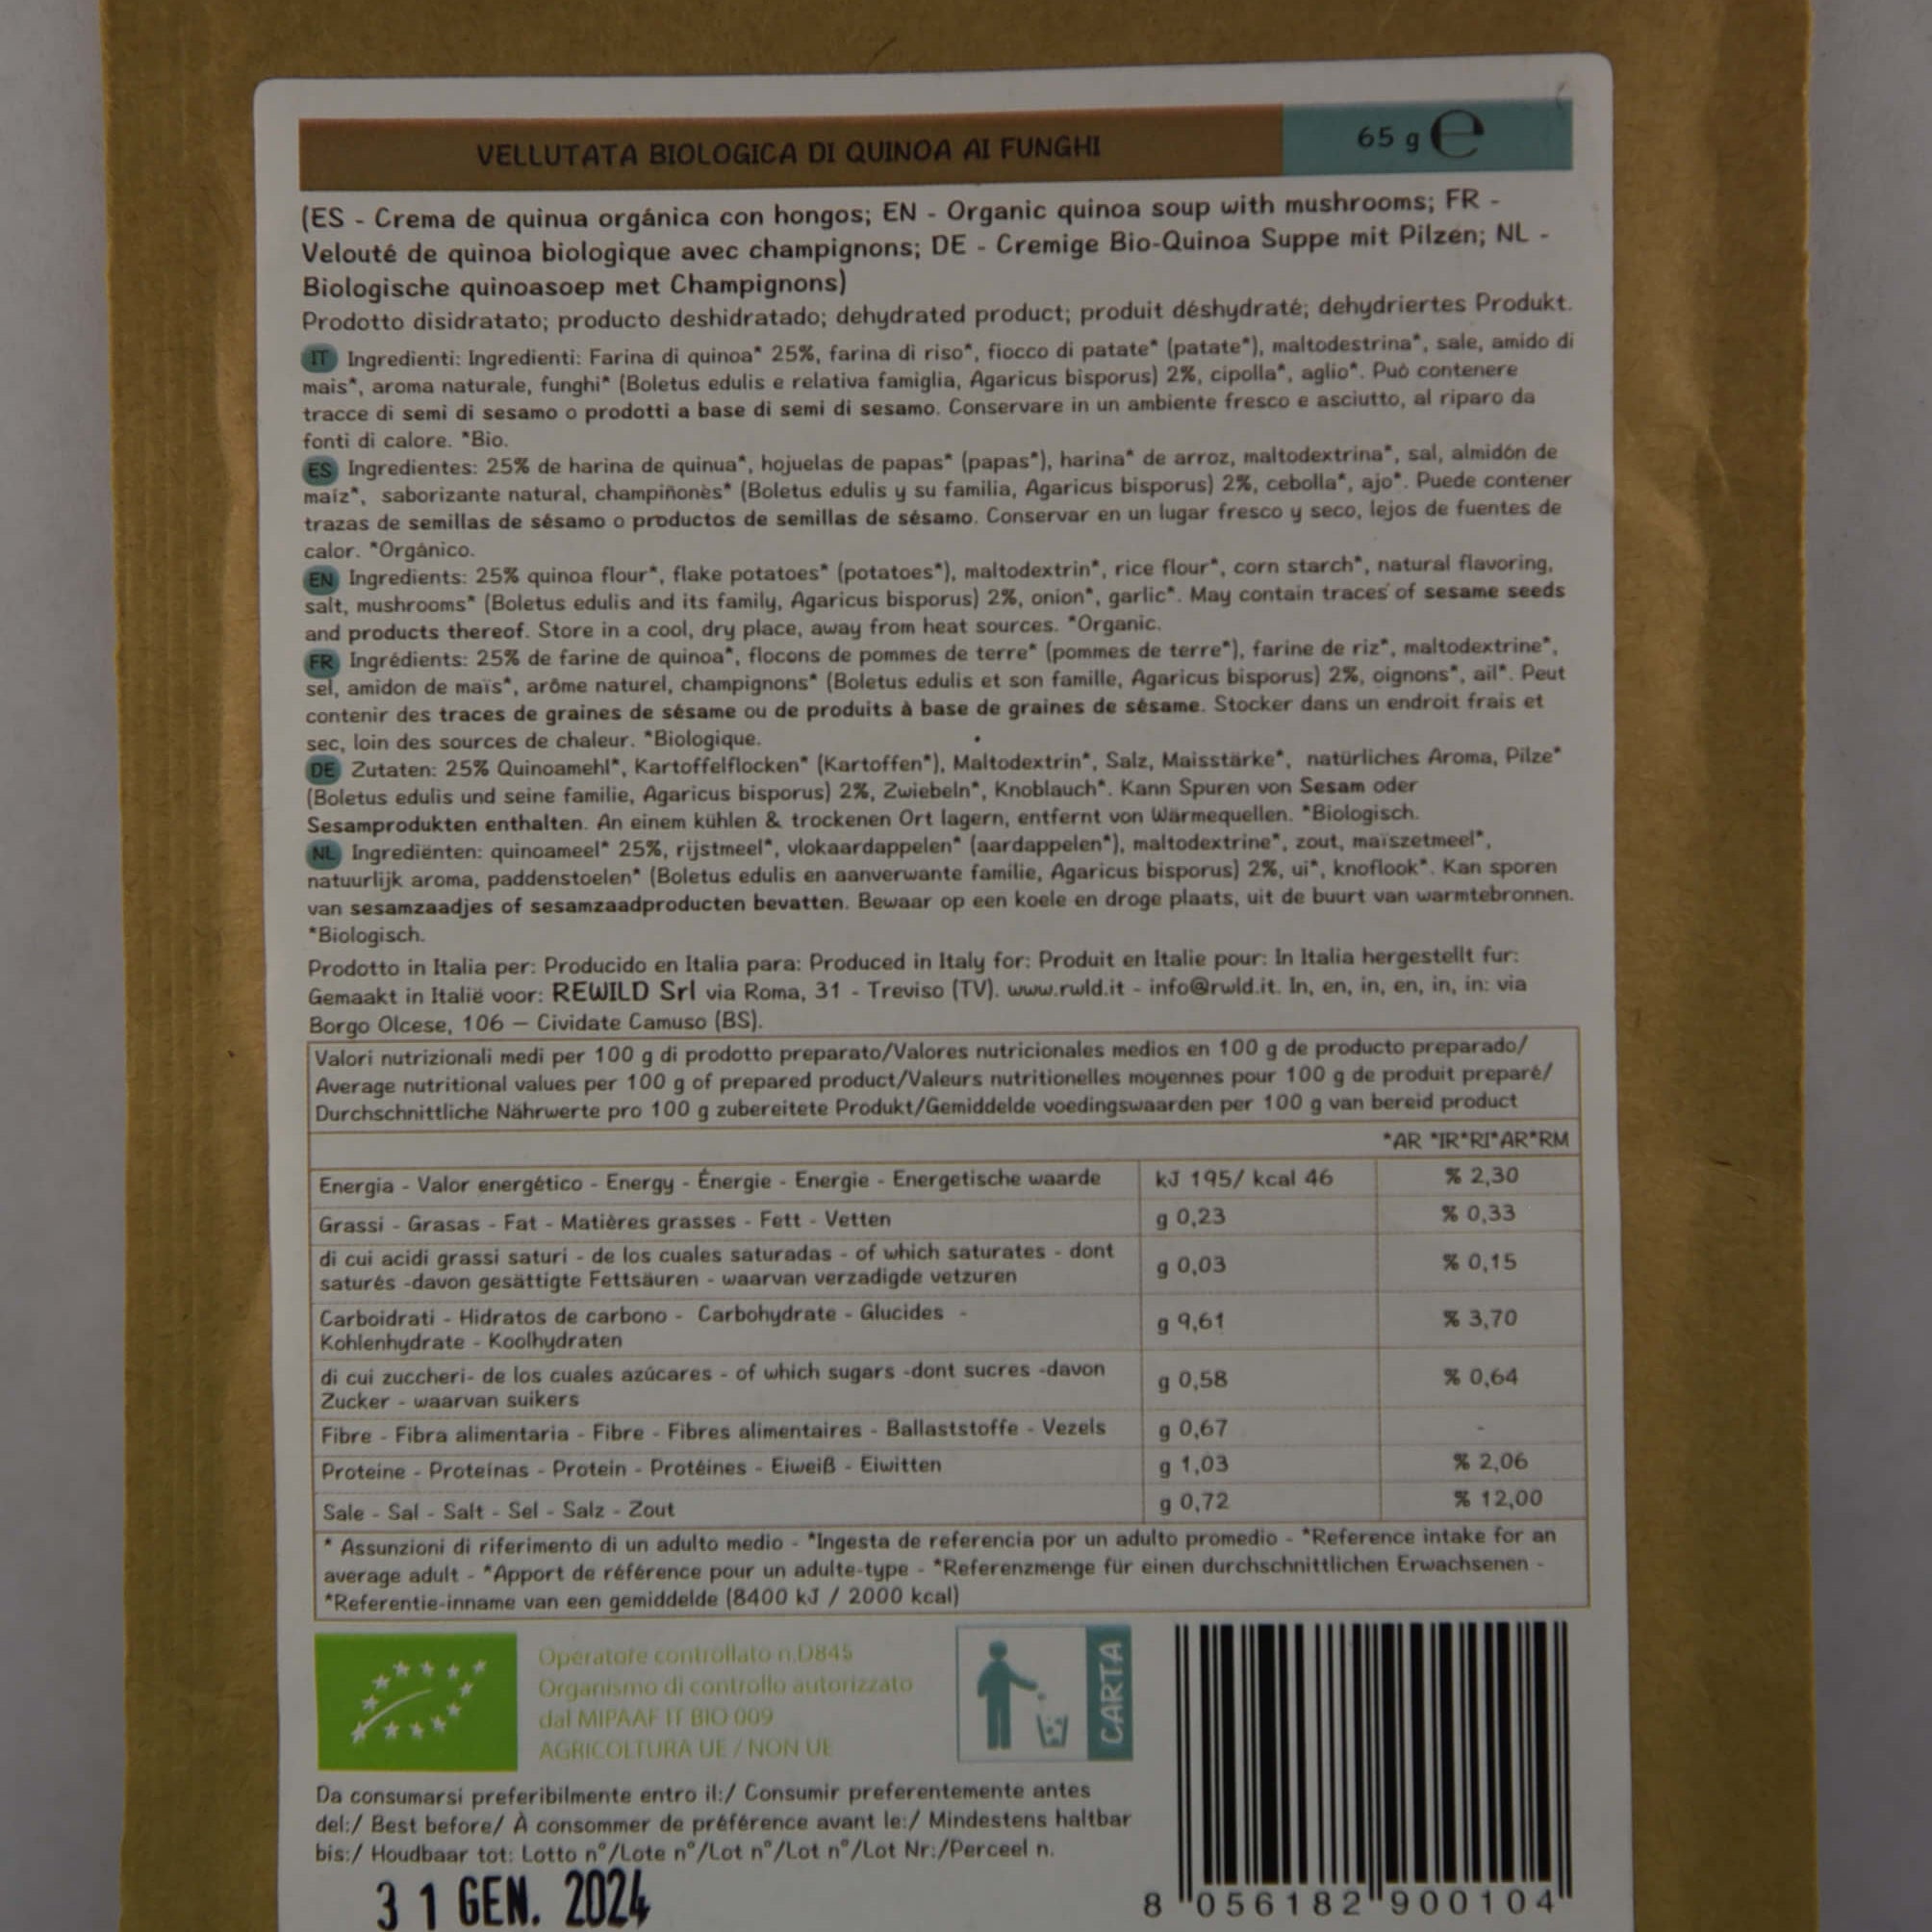 VELLUTATA BIOLOGICA DI QUINOA AI FUNGHI
65 g ℮
(ES - Crema de quinua orgánica con hongos; EN - Organic quinoa soup with mushrooms; FR -
Velouté de quinoa biologique avec champignons; DE - Cremige Bio-Quinoa Suppe mit Pilzen; NL -
Biologische quinoasoep met Champignons)
Prodotto disidratato; producto deshidratado; dehydrated product; produit déshydraté; dehydriertes Produkt.
IT Ingredienti: Ingredienti: Farina di quinoa* 25%, farina di riso*, fiocco di patate* (patate*), maltodestrina*, sale, amido di
mais*, aroma naturale, funghi* (Boletus edulis e relativa famiglia, Agaricus bisporus) 2%, cipolla*, aglio*. Può contenere
tracce di semi di sesamo o prodotti a base di semi di sesamo. Conservare in un ambiente fresco e asciutto, al riparo da
fonti di calore. *Bio.
ES Ingredientes: 25% de harina de quinua*, hojuelas de papas* (papas*), harina* de arroz, maltodextrina*, sal, almidón de
maíz*, saborizante natural, champiñonès* (Boletus edulis y su familia, Agaricus bisporus) 2%, cebolla*, ajo*. Puede contener
trazas de semillas de sésamo o productos de semillas de sésamo. Conservar en un lugar fresco y seco, lejos de fuentes de
calor. *Orgánico.
EN Ingredients: 25% quinoa flour*, flake potatoes* (potatoes*), maltodextrin*, rice flour*, corn starch*, natural flavoring,
salt, mushrooms* (Boletus edulis and its family, Agaricus bisporus) 2%, onion*, garlic*. May contain traces of sesame seeds
and products thereof. Store in a cool, dry place, away from heat sources. *Organic.
FR Ingrédients: 25% de farine de quinoa*, flocons de pommes de terre* (pommes de terre*), farine de riz*, maltodextrine*,
sel, amidon de maïs*, arôme naturel, champignons* (Boletus edulis et son famille, Agaricus bisporus) 2%, oignons*, ail*. Peut
contenir des traces de graines de sésame ou de produits à base de graines de sésame. Stocker dans un endroit frais et
sec, loin des sources de chaleur. *Biologique.
DE Zutaten: 25% Quinoamehl*, Kartoffelflocken* (Kartoffen*), Maltodextrin*, Salz, Maisstärke*, natürliches Aroma, Pilze*
(Boletus edulis und seine familie, Agaricus bisporus) 2%, Zwiebeln*, Knoblauch*. Kann Spuren von Sesam oder
Sesamprodukten enthalten. An einem kühlen & trockenen Ort lagern, entfernt von Wärmequellen. *Biologisch.
NL Ingrediënten: quinoameel* 25%, rijstmeel*, vlokaardappelen* (aardappelen*), maltodextrine*, zout, maïszetmeel*,
natuurlijk aroma, paddenstoelen* (Boletus edulis en aanverwante familie, Agaricus bisporus) 2%, ui*, knoflook*. Kan sporen
van sesamzaadjes of sesamzaadproducten bevatten. Bewaar op een koele en droge plaats, uit de buurt van warmtebronnen.
*Biologisch.
Prodotto in Italia per: Producido en Italia para: Produced in Italy for: Produit en Italie pour: In Italia hergestellt fur:
Gemaakt in Italië voor: REWILD Srl via Roma, 31 - Treviso (TV). www.rwld.it - info@rwld.it. In, en, in, en, in, in: via
Borgo Olcese, 106 – Cividate Camuso (BS).
Valori nutrizionali medi per 100 g di prodotto preparato/Valores nutricionales medios en 100 g de producto preparado/
Average nutritional values per 100 g of prepared product/Valeurs nutritionelles moyennes pour 100 g de produit preparé/
Durchschnittliche Nährwerte pro 100 g zubereitete Produkt/Gemiddelde voedingswaarden per 100 g van bereid product
*AR *IR*RI*AR*RM
Energia - Valor energético - Energy - Énergie - Energie - Energetische waarde kJ 195/ kcal 46 % 2,30
Grassi - Grasas - Fat - Matières grasses - Fett - Vetten g 0,23 % 0,33
di cui acidi grassi saturi - de los cuales saturadas - of which saturates - dont
saturés -davon gesättigte Fettsäuren - waarvan verzadigde vetzuren g 0,03 % 0,15
Carboidrati - Hidratos de carbono - Carbohydrate - Glucides -
Kohlenhydrate - Koolhydraten g 9,61 % 3,70
di cui zuccheri- de los cuales azúcares - of which sugars -dont sucres -davon
Zucker - waarvan suikers g 0,58 % 0,64
Fibre - Fibra alimentaria - Fibre - Fibres alimentaires - Ballaststoffe - Vezels g 0,67 -
Proteine - Proteínas - Protein - Protéines - Eiweiß - Eiwitten g 1,03 % 2,06
Sale - Sal - Salt - Sel - Salz - Zout g 0,72 % 12,00
* Assunzioni di riferimento di un adulto medio - *Ingesta de referencia por un adulto promedio - *Reference intake for an
average adult - *Apport de référence pour un adulte-type - *Referenzmenge für einen durchschnittlichen Erwachsenen -
*Referentie-inname van een gemiddelde (8400 kJ / 2000 kcal)
Operatore controllato n.D845
Organismo di controllo autorizzato
dal MIPAAF IT BIO 009
AGRICOLTURA UE / NON UE
CARTA
Da consumarsi preferibilmente entro il:/ Consumir preferentemente antes
del:/ Best before/ À consommer de préférence avant le:/ Mindestens haltbar
bis:/ Houdbaar tot: Lotto n°/Lote n°/Lot n°/Lot n°/Lot Nr:/Perceel n.
31 GEN. 2024
8 056182 900104